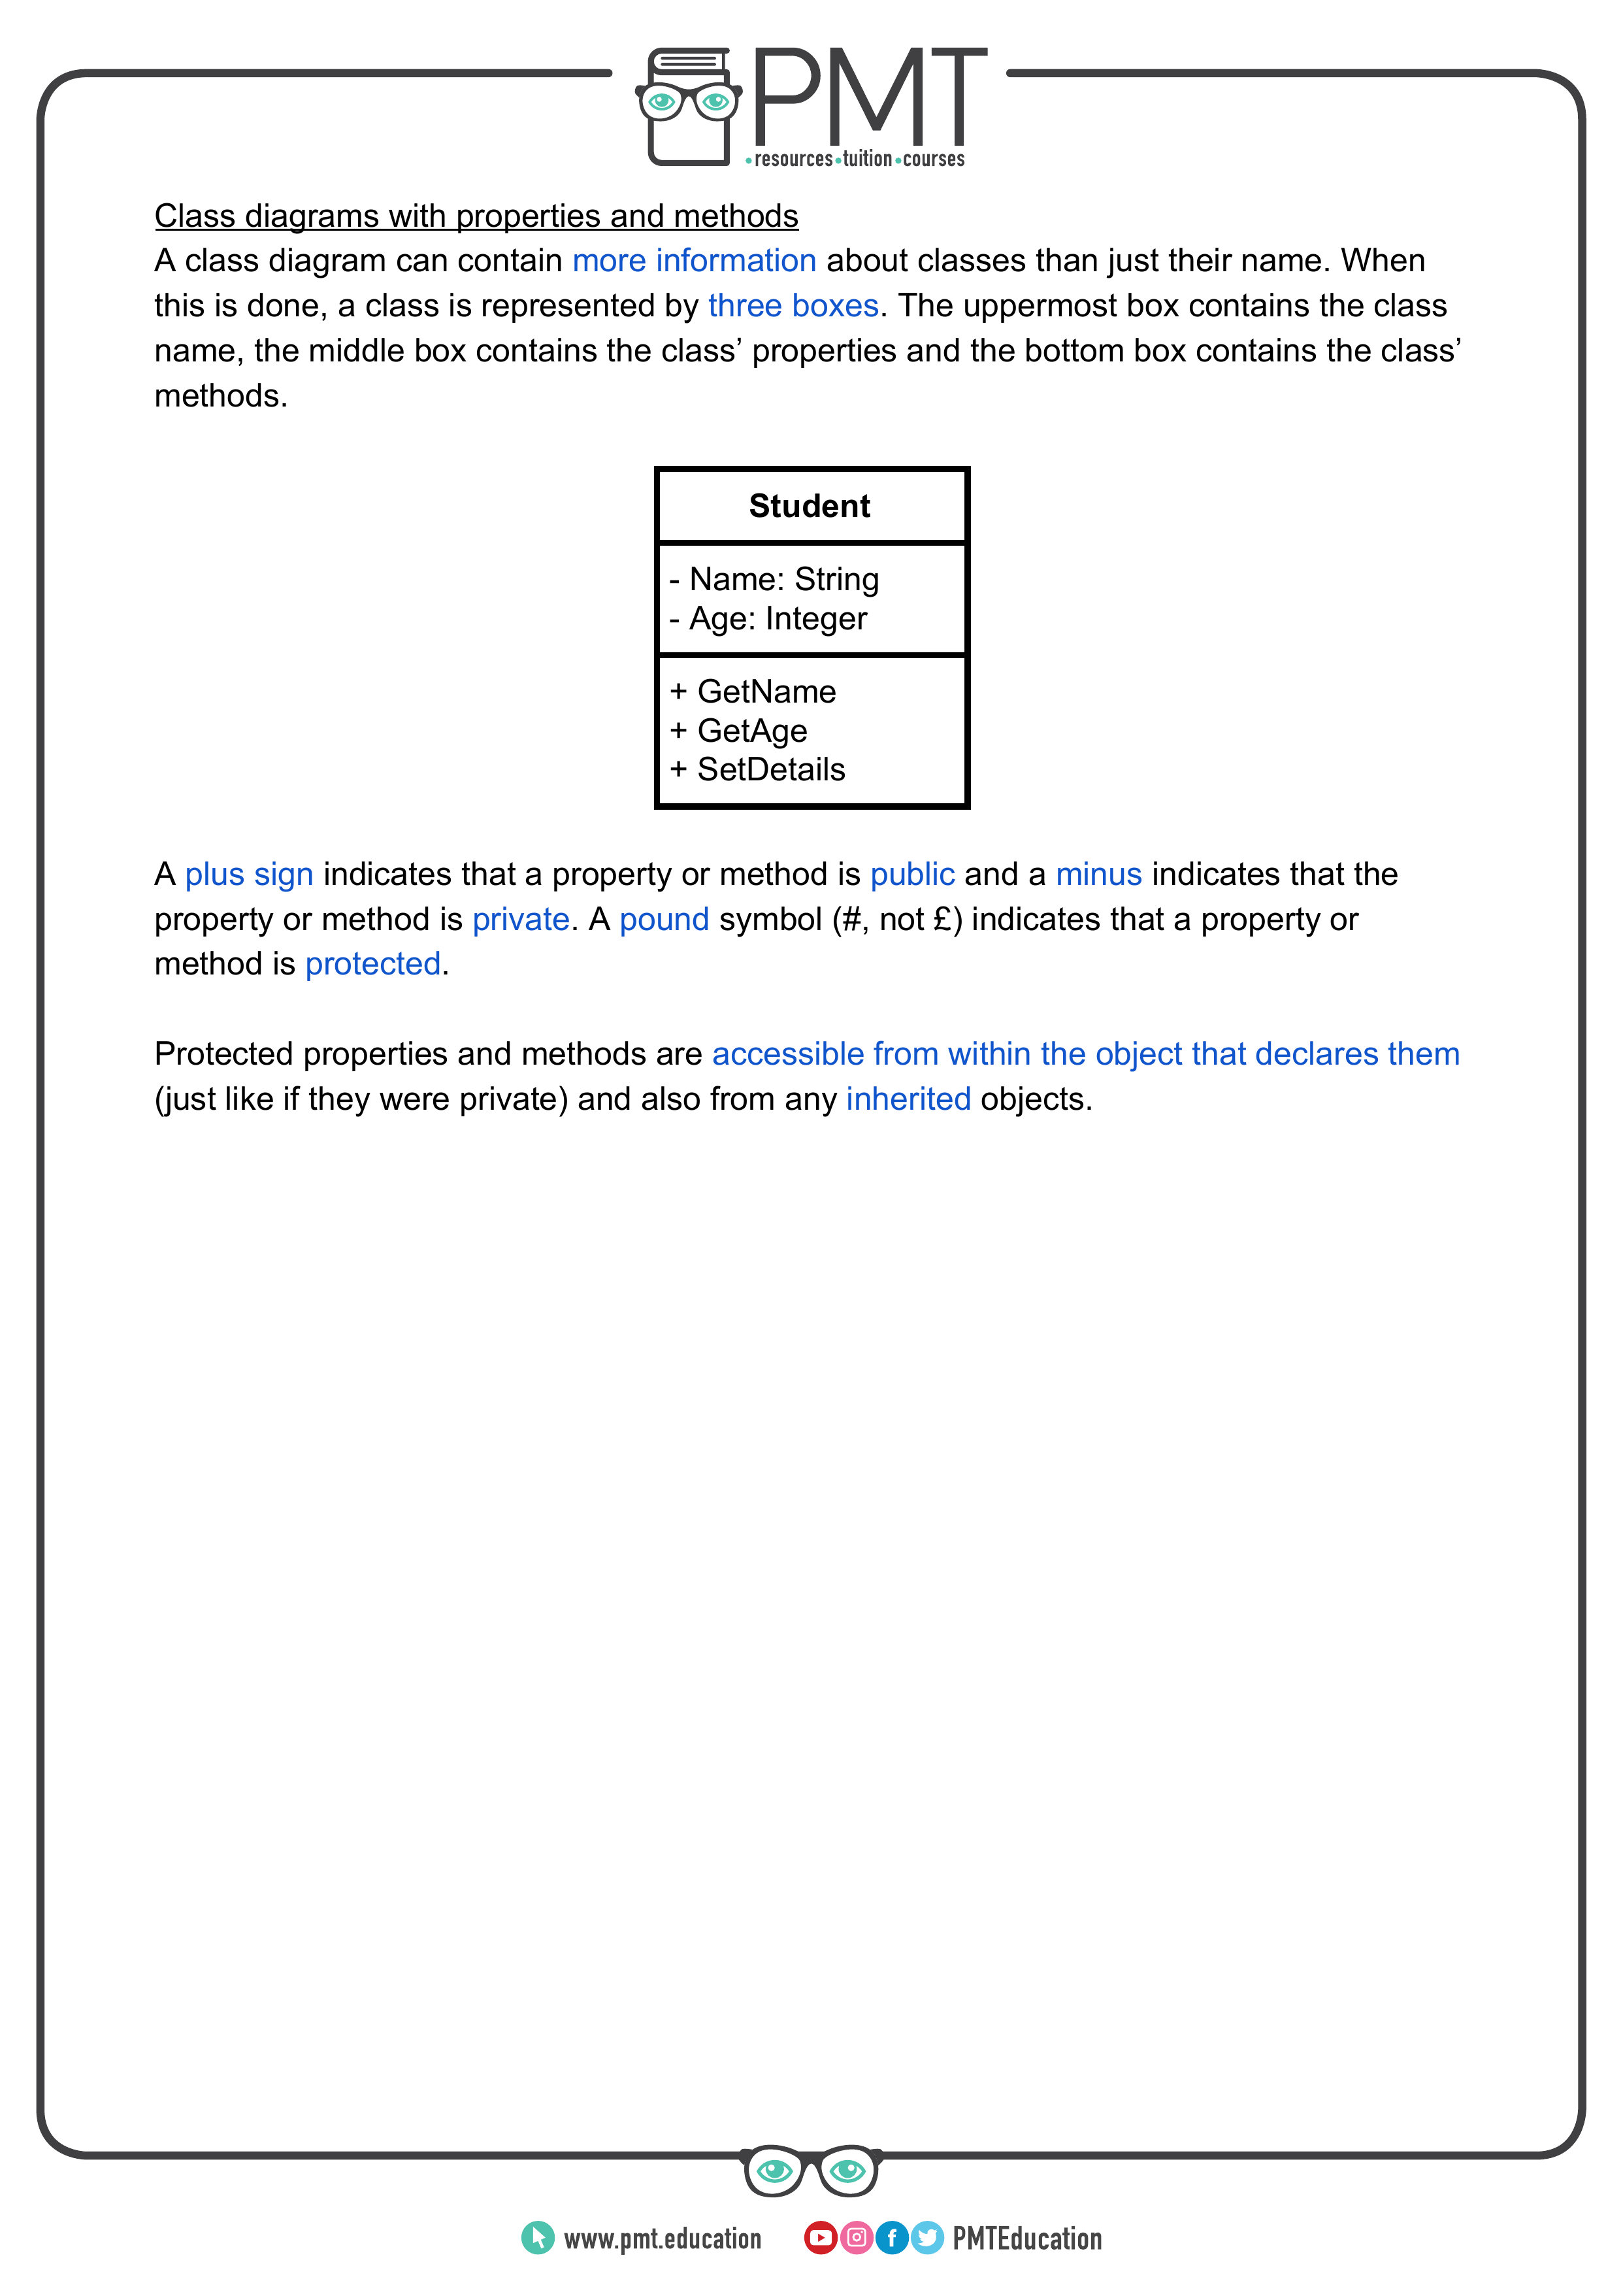 PMT
•resources•tuition•courses
Class diagrams with properties and methods
A class diagram can contain more information about classes than just their name. When
this is done, a class is represented by three boxes. The uppermost box contains the class
name, the middle box contains the class’ properties and the bottom box contains the class’
methods.
Student
- Name: String
- Age: Integer
+ GetName
+ GetAge
+ SetDetails
A plus sign indicates that a property or method is public and a minus indicates that the
property or method is private. A pound symbol (#, not £) indicates that a property or
method is protected.
Protected properties and methods are accessible from within the object that declares them
(just like if they were private) and also from any inherited objects.
www.pmt.education PMTEducation